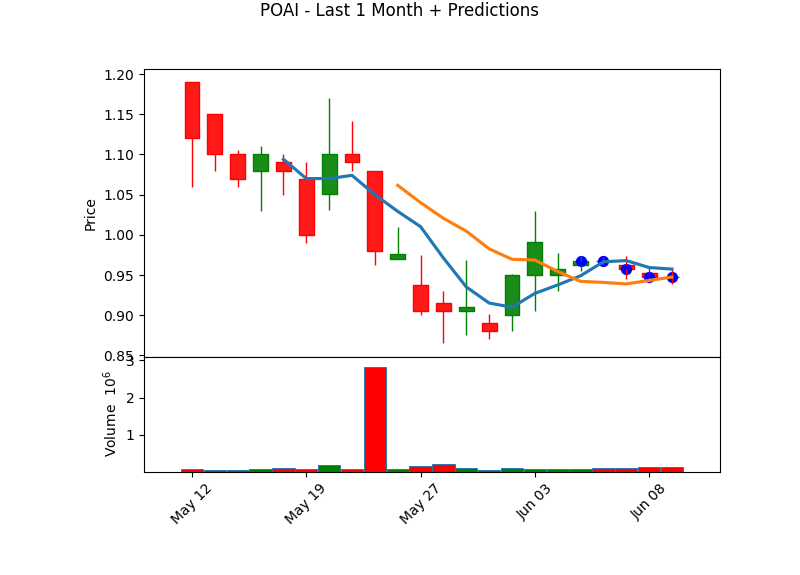 POAI - Last 1 Month + Predictions
1.20
1.15
1.10
1.05
1.00
0.95
0.90
0.85
Price
3
2
1
Volume 10^6
May 12
May 19
May 27
Jun 03
Jun 08